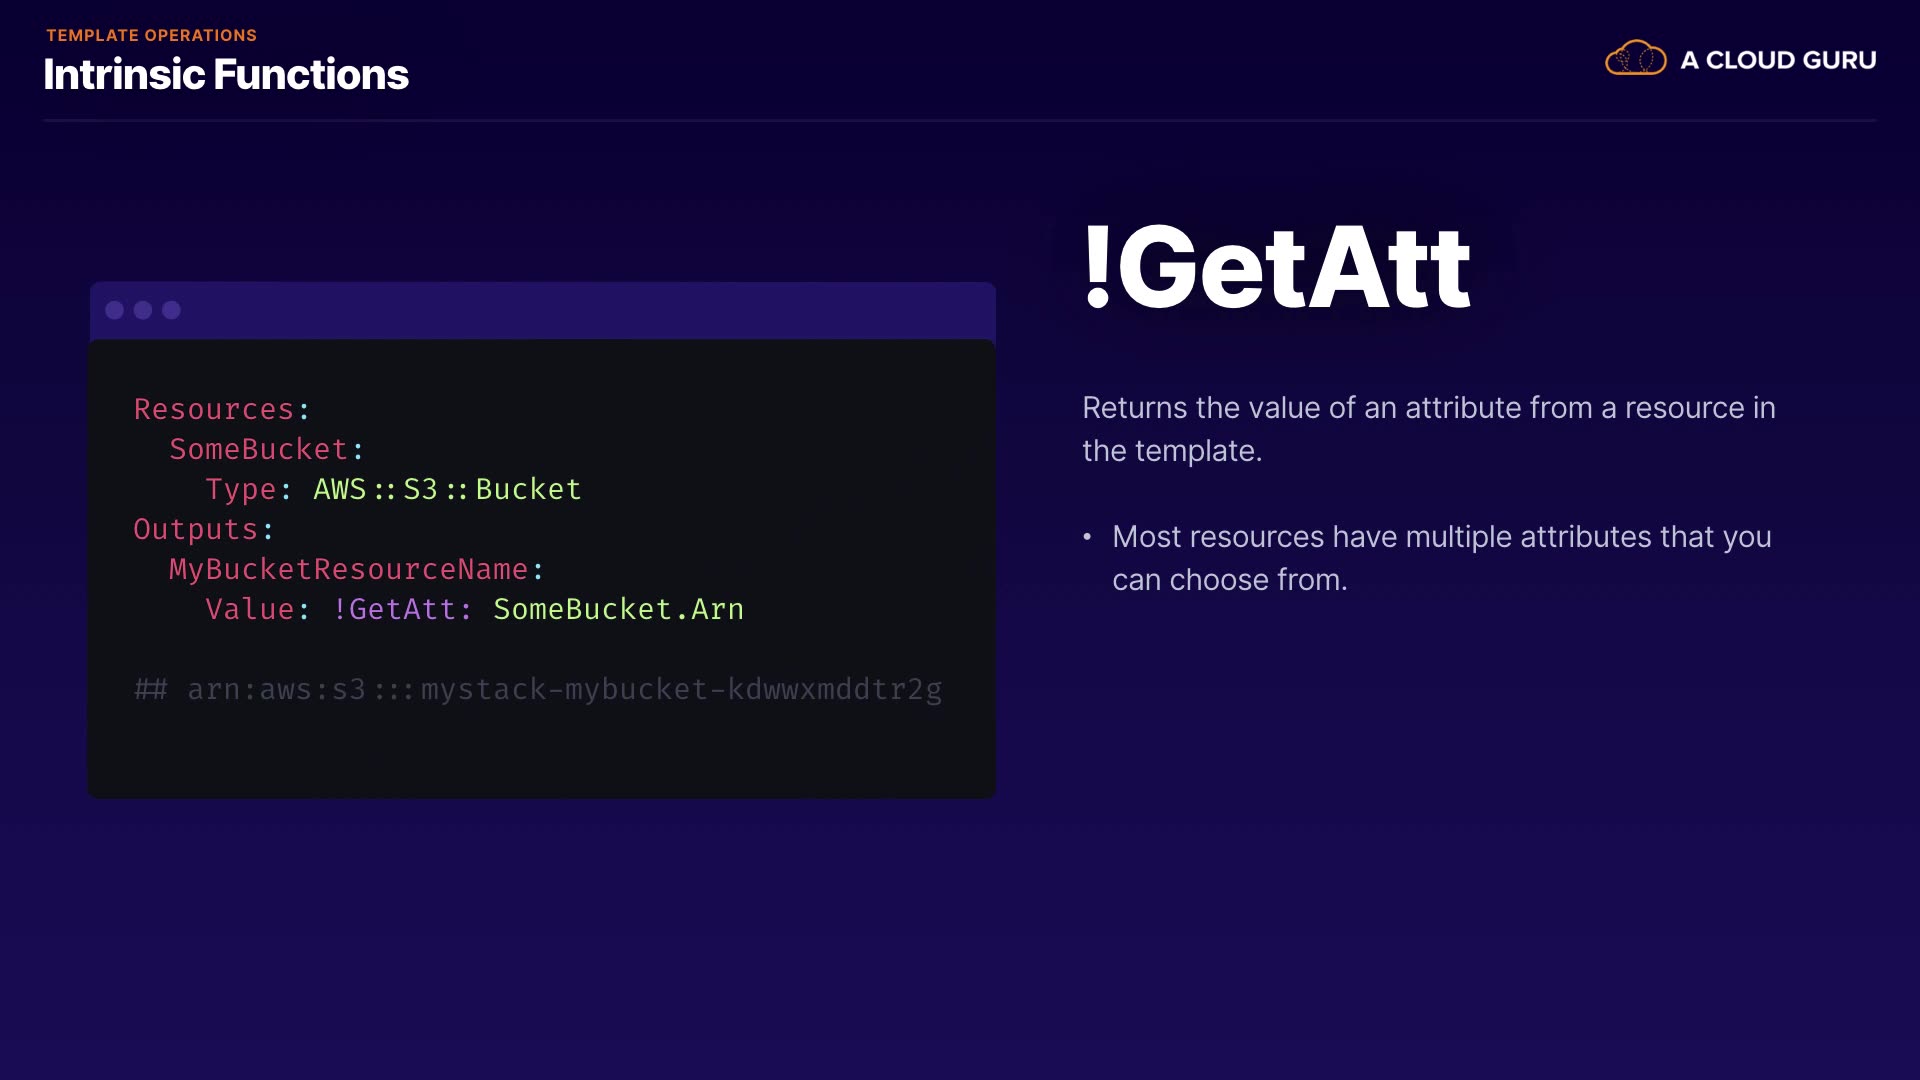 TEMPLATE OPERATIONS
Intrinsic Functions
A CLOUD GURU
Resources:
  SomeBucket:
    Type: AWS::S3::Bucket
Outputs:
  MyBucketResourceName:
    Value: !GetAtt: SomeBucket.Arn
## arn:aws:s3:::mystack-mybucket-kdwwxmddtr2g
!GetAtt
Returns the value of an attribute from a resource in
the template.
• Most resources have multiple attributes that you
can choose from.